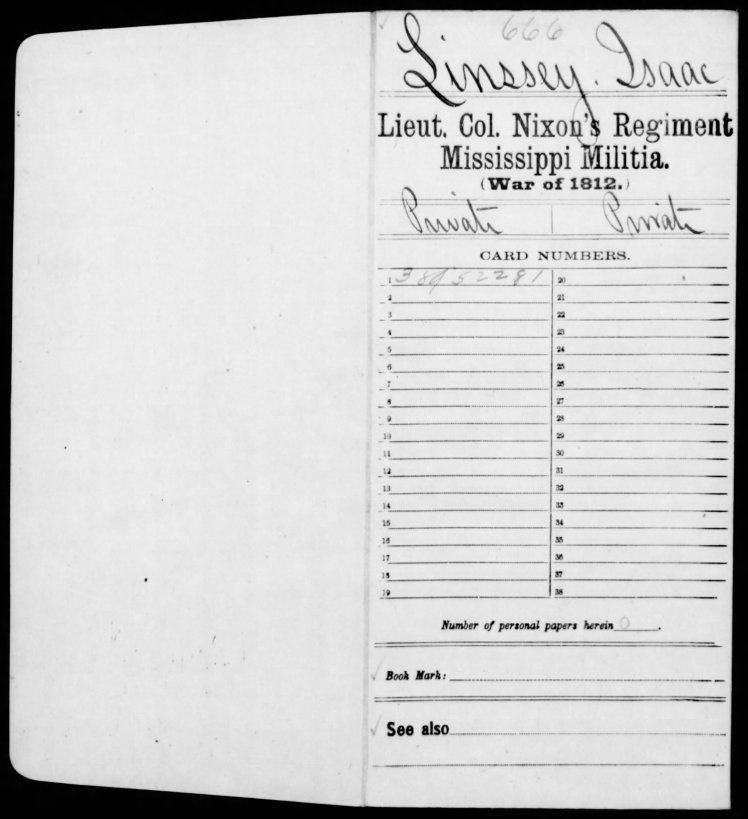 666
Linssey. Isaac
Lieut. Col. Nixon's Regiment
Mississippi Militia.
(War of 1812.)
Private | Private
CARD NUMBERS.
1 38152281 20
2 21
3 22
4 23
5 24
6 25
7 26
8 27
9 28
10 29
11 30
12 31
13 32
14 33
15 34
16 35
17 36
18 37
19 38
Number of personal papers herein 0.
Book Mark:
See also